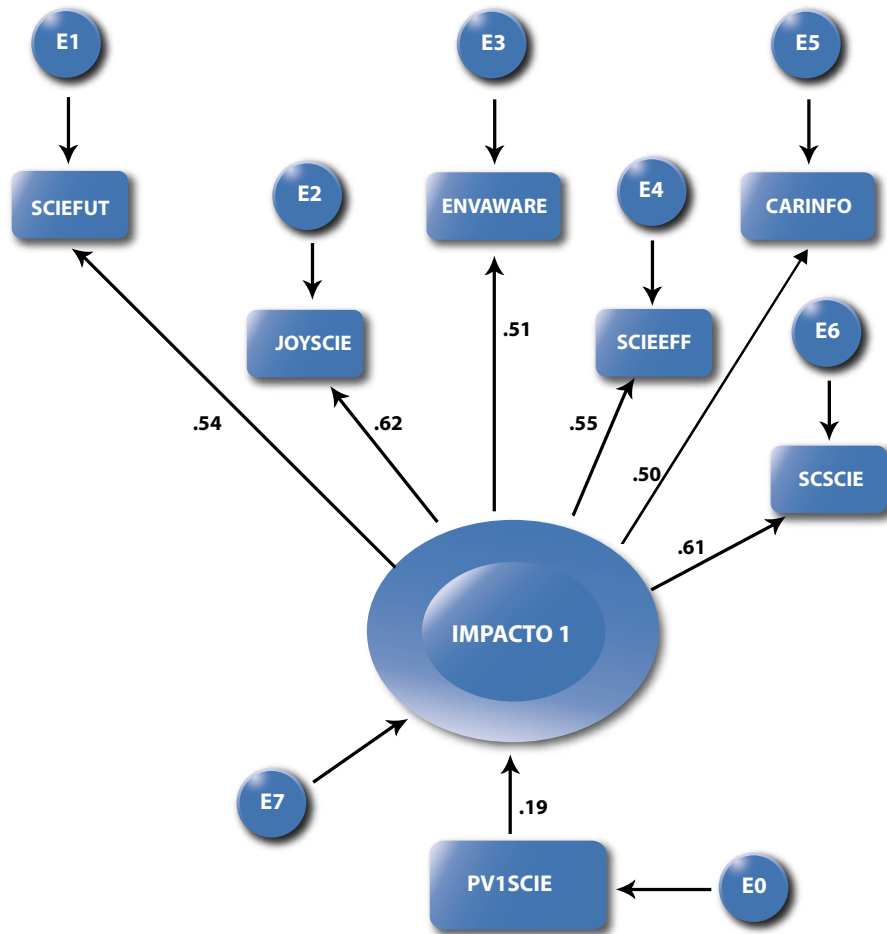 E1
E3
E5
E2
E4
SCIEFUT
ENVAWARE
CARINFO
E6
JOYSCIE
SCIEEFF
.51
.54
.62
.55
.50
SCSCIE
.61
IMPACTO 1
E7
.19
PV1SCIE
E0